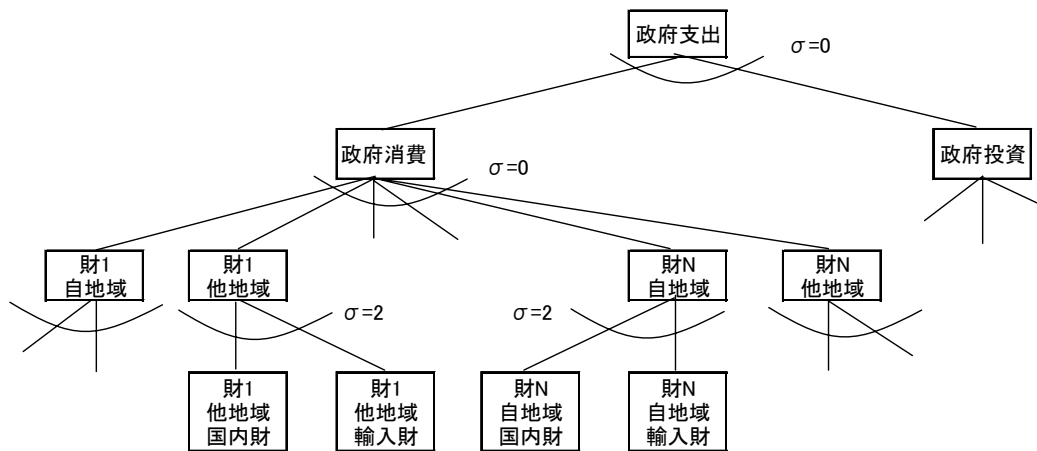 政府支出
σ=0
政府消費
政府投資
σ=0
財1
自地域
財1
他地域
財N
自地域
財N
他地域
σ=2
σ=2
財1
他地域
国内財
財1
他地域
輸入財
財N
自地域
国内財
財N
自地域
輸入財